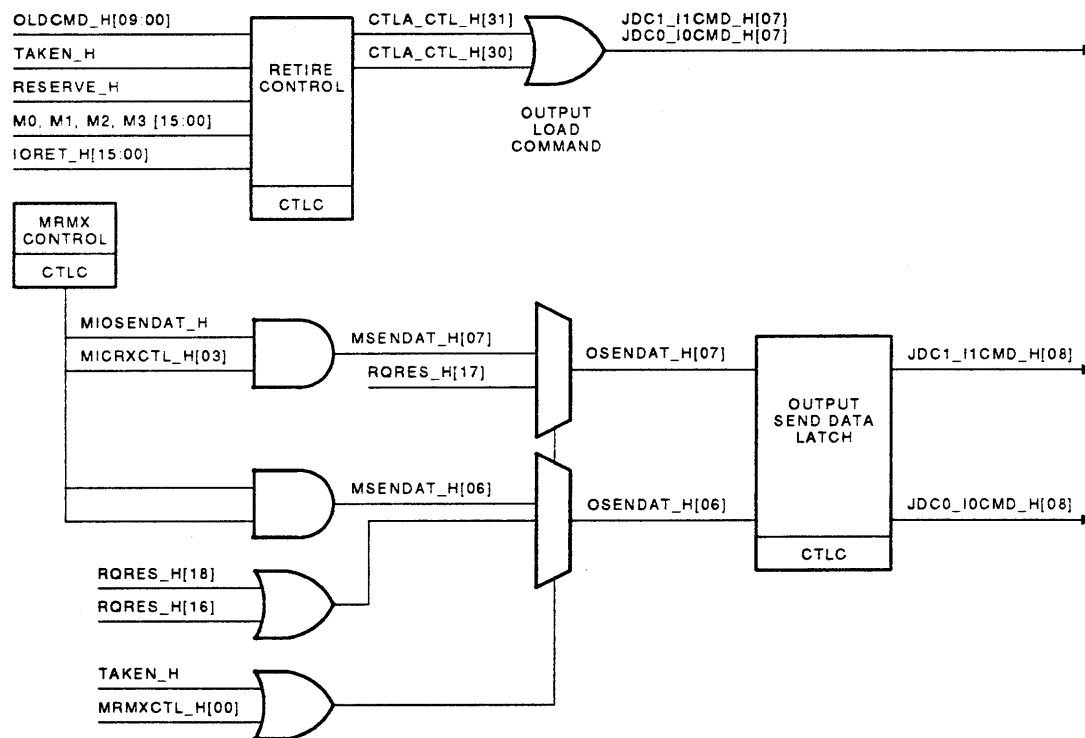 OLDCMD_H[09:00]
TAKEN_H
RESERVE_H
M0, M1, M2, M3 [15:00]
IORET_H[15:00]
RETIRE
CONTROL
CTLC
CTLA_CTL_H[31]
CTLA_CTL_H[30]
OUTPUT
LOAD
COMMAND
JDC1_I1CMD_H[07]
JDC0_I0CMD_H[07]
MRMX
CONTROL
CTLC
MIOSENDAT_H
MICRXCTL_H[03]
MSENDAT_H[07]
RQRES_H[17]
OSENDAT_H[07]
OUTPUT
SEND DATA
LATCH
CTLC
JDC1_I1CMD_H[08]
MSENDAT_H[06]
OSENDAT_H[06]
JDC0_I0CMD_H[08]
RQRES_H[18]
RQRES_H[16]
TAKEN_H
MRMXCTL_H[00]